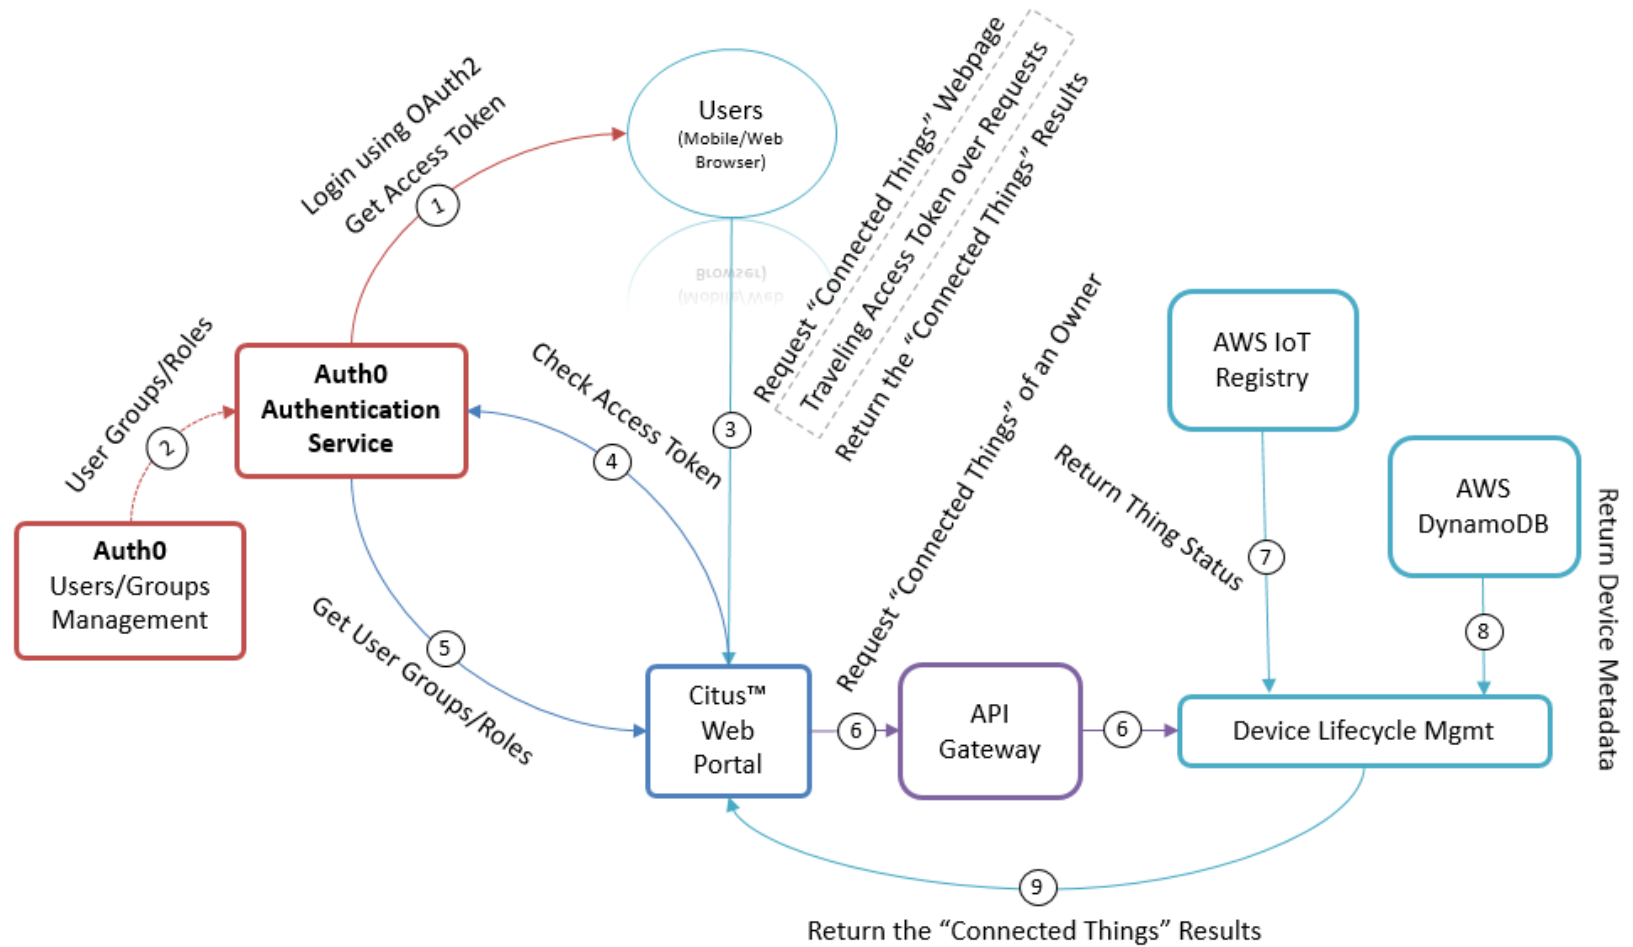 Login using OAuth2
Get Access Token
1
Users
(Mobile/Web
Browser)
Browser)
(Mobile/Web
Request “Connected Things” Webpage
Traveling Access Token over Requests
Return the “Connected Things” Results
User Groups/Roles
2
Auth0
Authentication
Service
Check Access Token
4
3
Request “Connected Things” of an Owner
AWS IoT
Registry
Return Thing Status
7
AWS
DynamoDB
8
Return Device Metadata
Auth0
Users/Groups
Management
Get User Groups/Roles
5
Citus™
Web
Portal
6
API
Gateway
6
Device Lifecycle Mgmt
9
Return the “Connected Things” Results